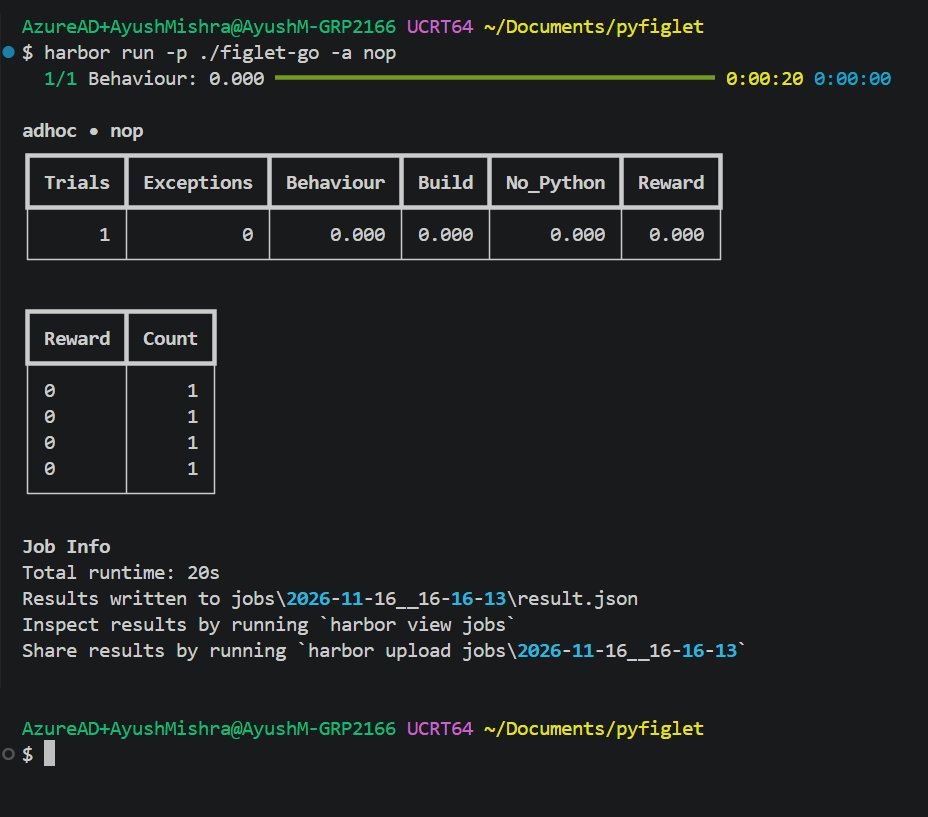 AzureAD+AyushMishra@AyushM-GRP2166 UCRT64 ~/Documents/pyfiglet
$ harbor run -p ./figlet-go -a nop
1/1 Behaviour: 0.000 0:00:20 0:00:00
adhoc • nop
Trials Exceptions Behaviour Build No_Python Reward
1 0 0.000 0.000 0.000 0.000
Reward Count
0 1
0 1
0 1
0 1
Job Info
Total runtime: 20s
Results written to jobs\2026-11-16__16-16-13\result.json
Inspect results by running `harbor view jobs`
Share results by running `harbor upload jobs\2026-11-16__16-16-13`
AzureAD+AyushMishra@AyushM-GRP2166 UCRT64 ~/Documents/pyfiglet
$